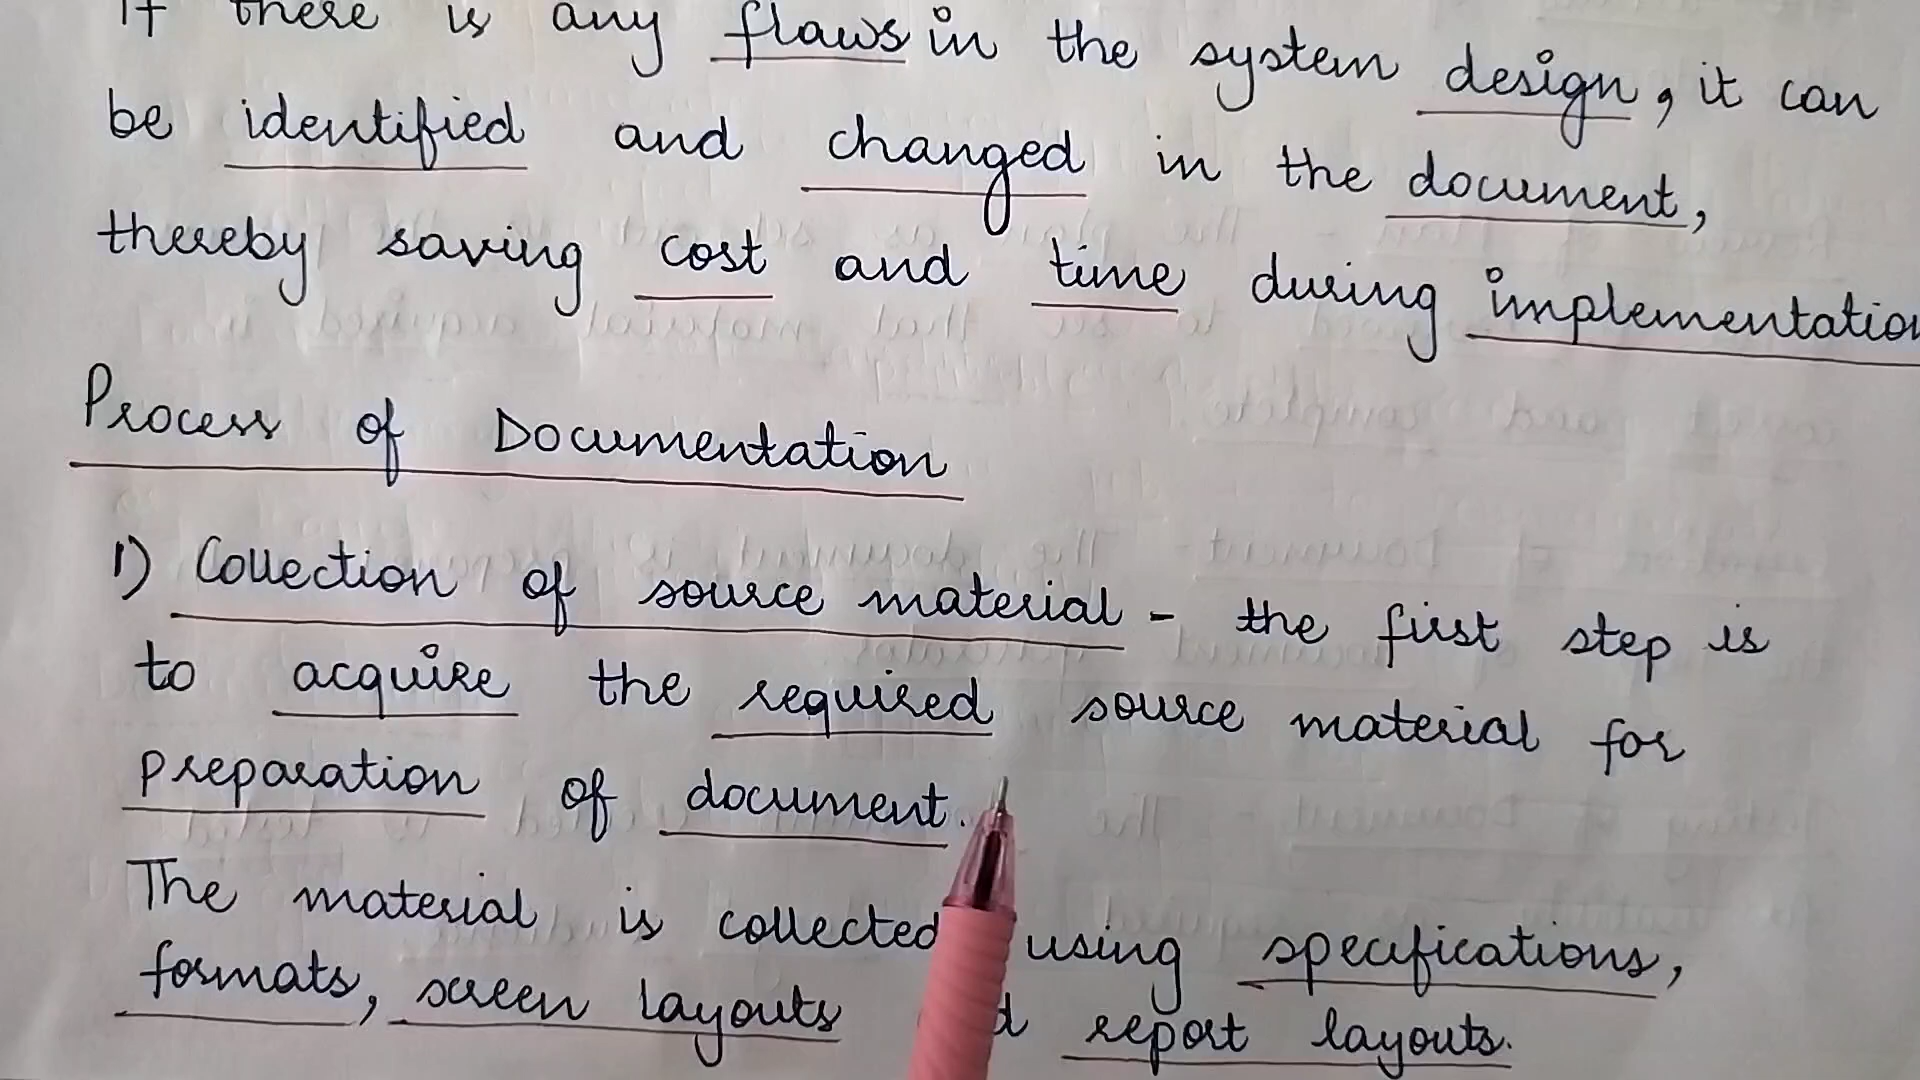 If there is any flaws in the system design, it can
be identified and changed in the document,
thereby saving cost and time during implementation
Process of Documentation
1) Collection of source material - the first step is
to acquire the required source material for
preparation of document.
The material is collected using specifications,
formats, screen layouts report layouts.